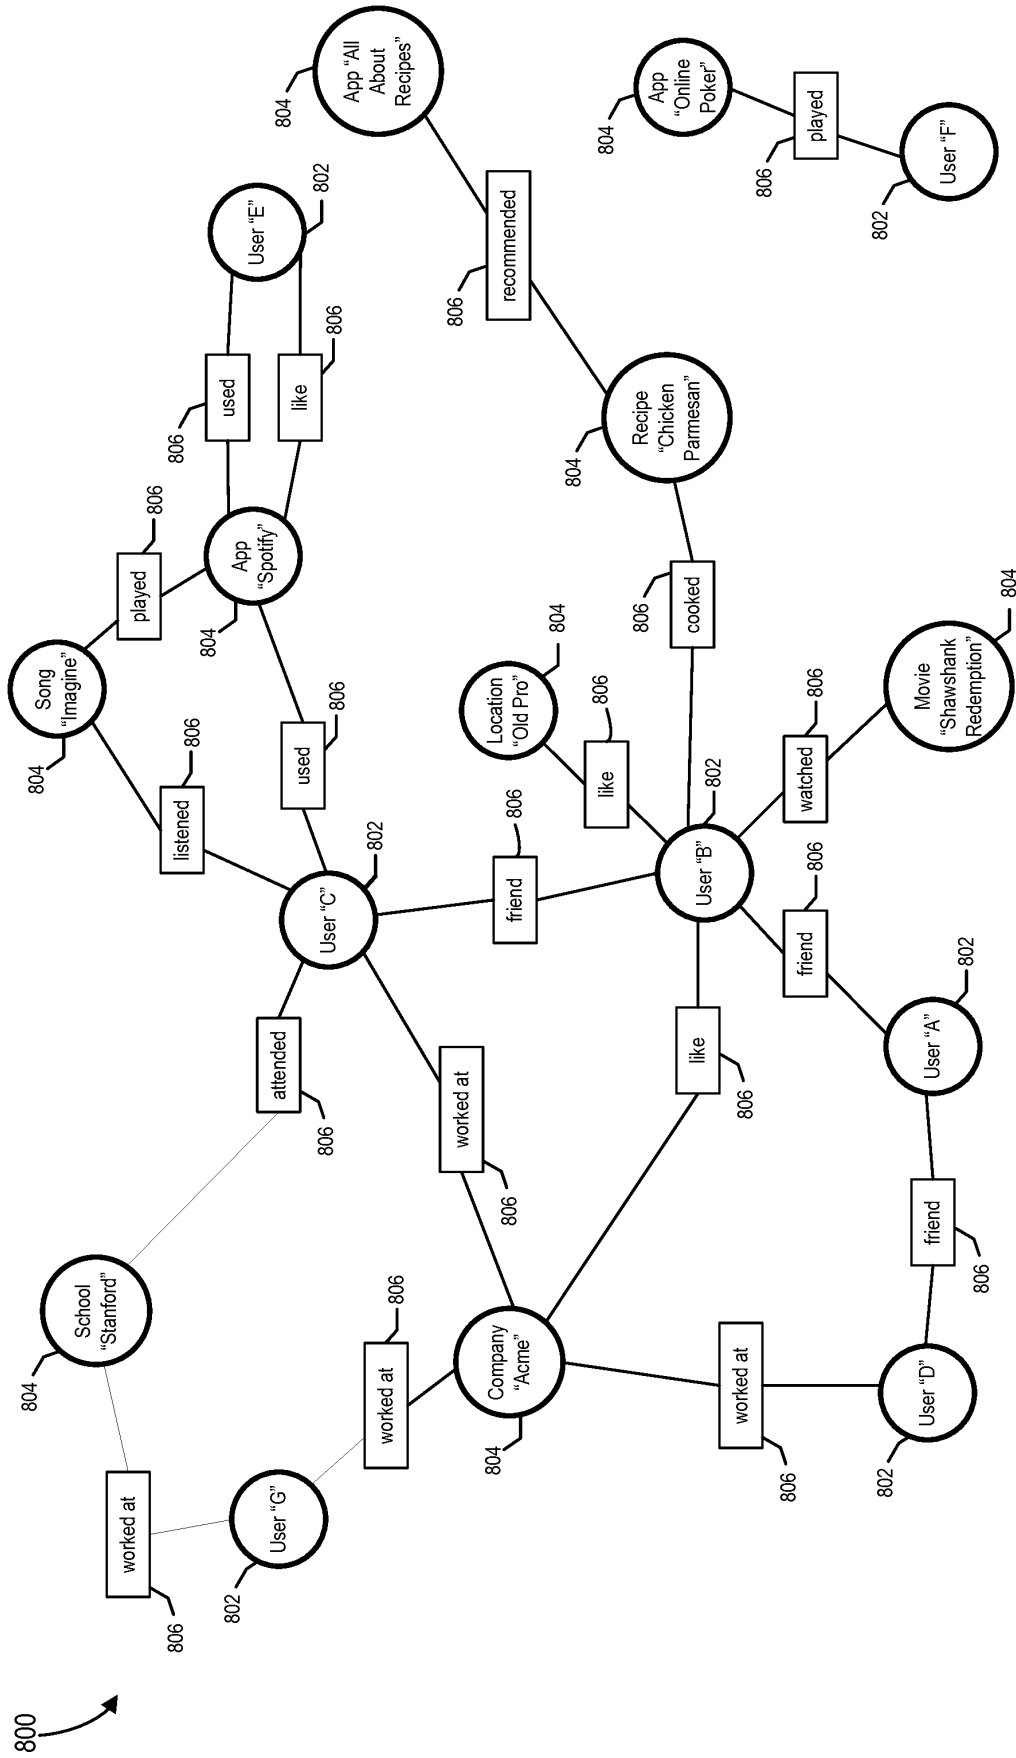 800
804
School
“Stanford”
804
Song
“Imagine”
806
worked at
806
played
806
listened
806
used
806
User “E”
802
User “G”
802
attended
806
User “C”
802
used
806
App
“Spotify”
804
like
806
App “All
About
Recipes”
804
worked at
806
worked at
806
Company
“Acme”
804
friend
806
Location
“Old Pro”
804
recommended
806
like
806
Recipe
“Chicken
Parmesan”
804
like
806
User “B”
802
cooked
806
App
“Online
Poker”
804
worked at
806
friend
806
watched
806
played
806
User “D”
802
friend
806
User “A”
802
Movie
“Shawshank
Redemption”
804
User “F”
802